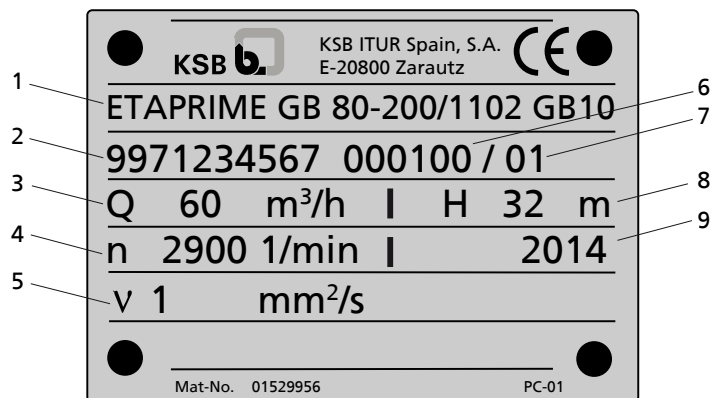 KSB b. KSB ITUR Spain, S.A. CE
E-20800 Zarautz
1 ETAPRIME GB 80-200/1102 GB10 6
7
2 9971234567 000100 / 01
3 Q 60 m³/h | H 32 m 8
4 n 2900 1/min | 2014 9
5 ν 1 mm²/s
Mat-No. 01529956 PC-01